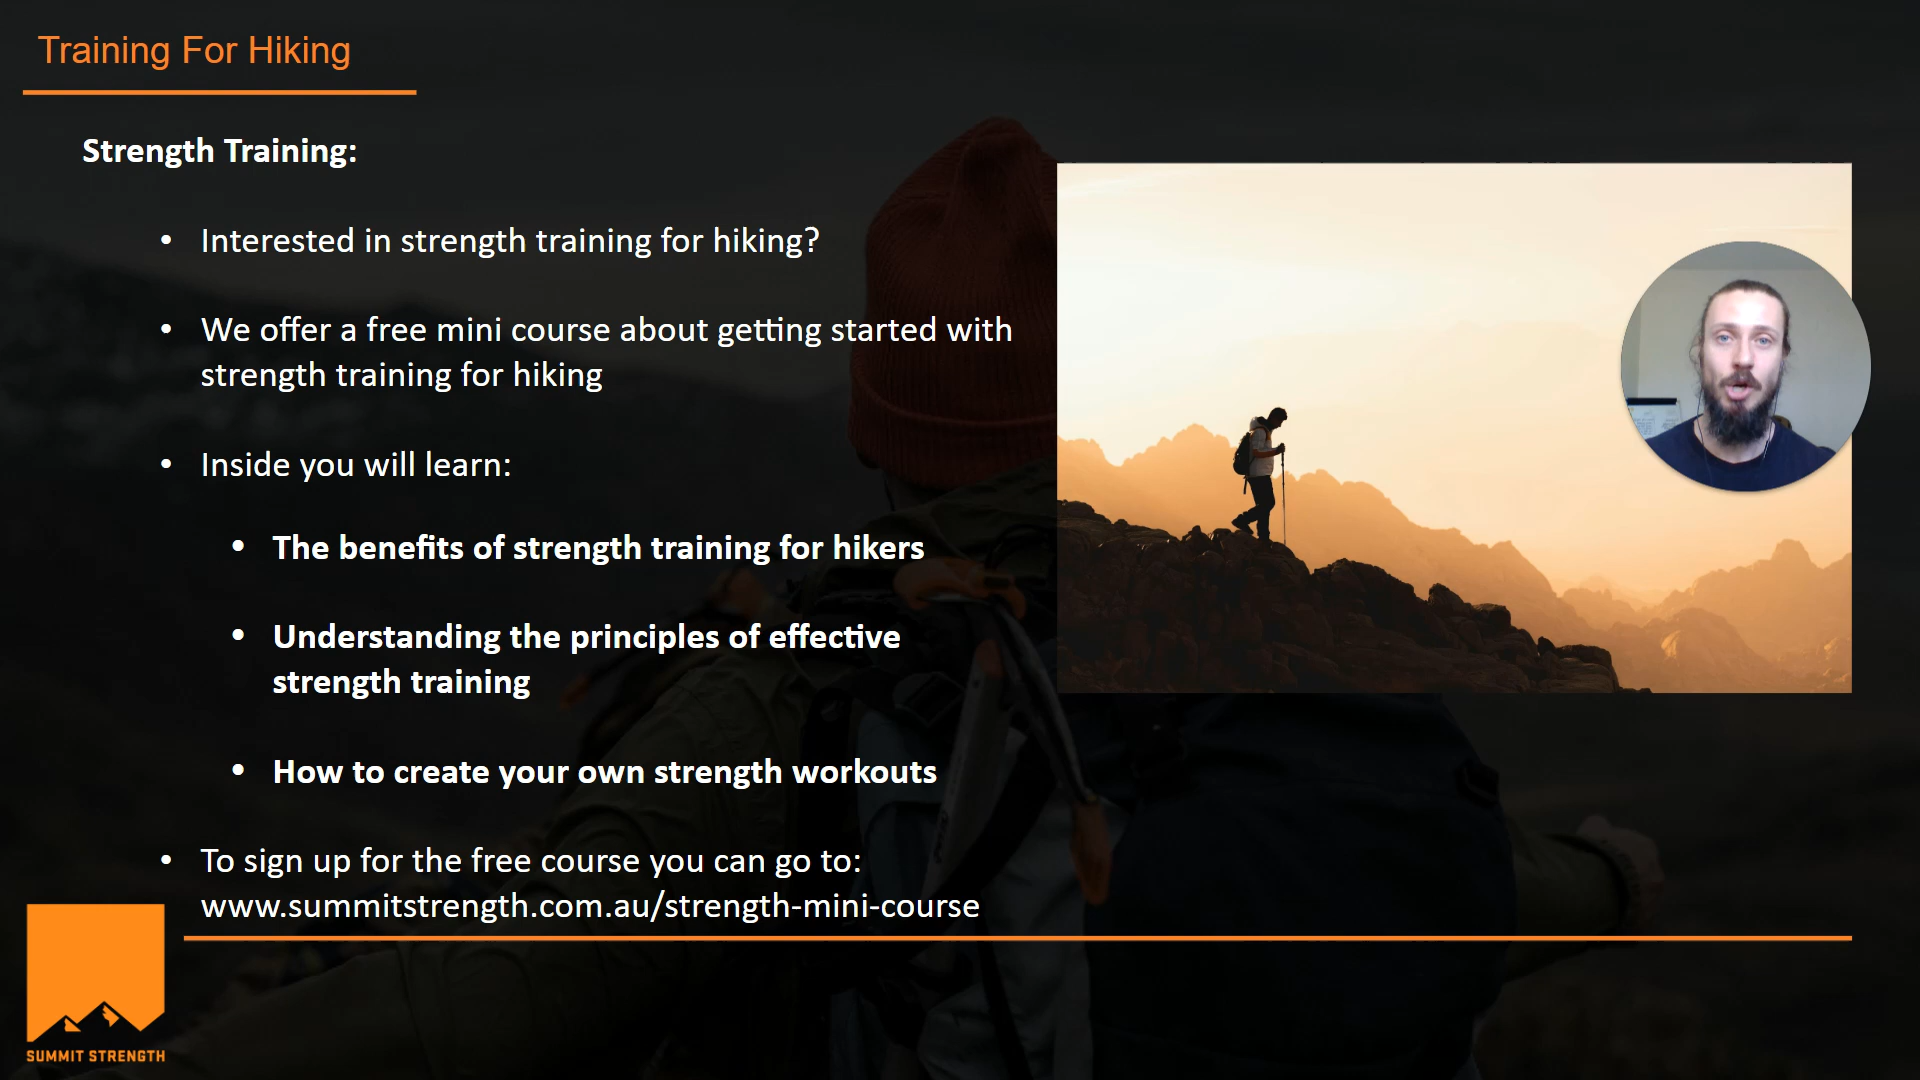 Training For Hiking
Strength Training:
• Interested in strength training for hiking?
• We offer a free mini course about getting started with
strength training for hiking
• Inside you will learn:
• The benefits of strength training for hikers
• Understanding the principles of effective
strength training
• How to create your own strength workouts
• To sign up for the free course you can go to:
www.summitstrength.com.au/strength-mini-course
SUMMIT STRENGTH